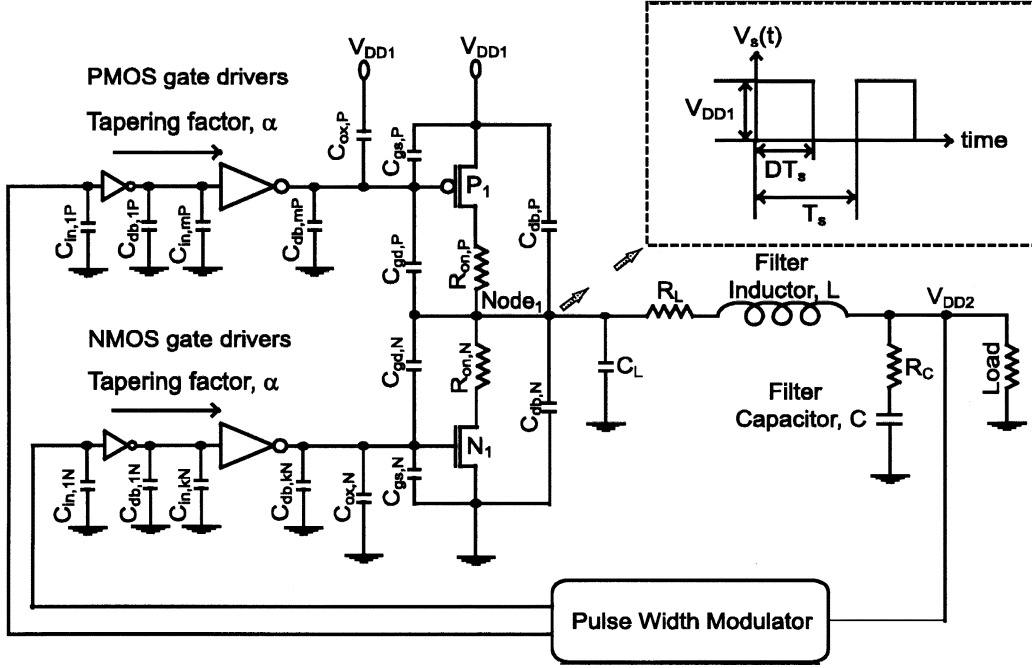 V_DD1
V_DD1
V_s(t)
V_DD1
time
DT_s
T_s
PMOS gate drivers
Tapering factor, α
C_ox,P
C_gs,P
P_1
C_in,1P
C_db,1P
C_in,mP
C_db,mP
C_gd,P
R_on,P
C_db,P
Node_1
R_L
Filter
Inductor, L
V_DD2
NMOS gate drivers
Tapering factor, α
C_gd,N
R_on,N
C_db,N
C_L
R_C
Load
Filter
Capacitor, C
N_1
C_in,1N
C_db,1N
C_in,kN
C_db,kN
C_ox,N
C_gs,N
Pulse Width Modulator